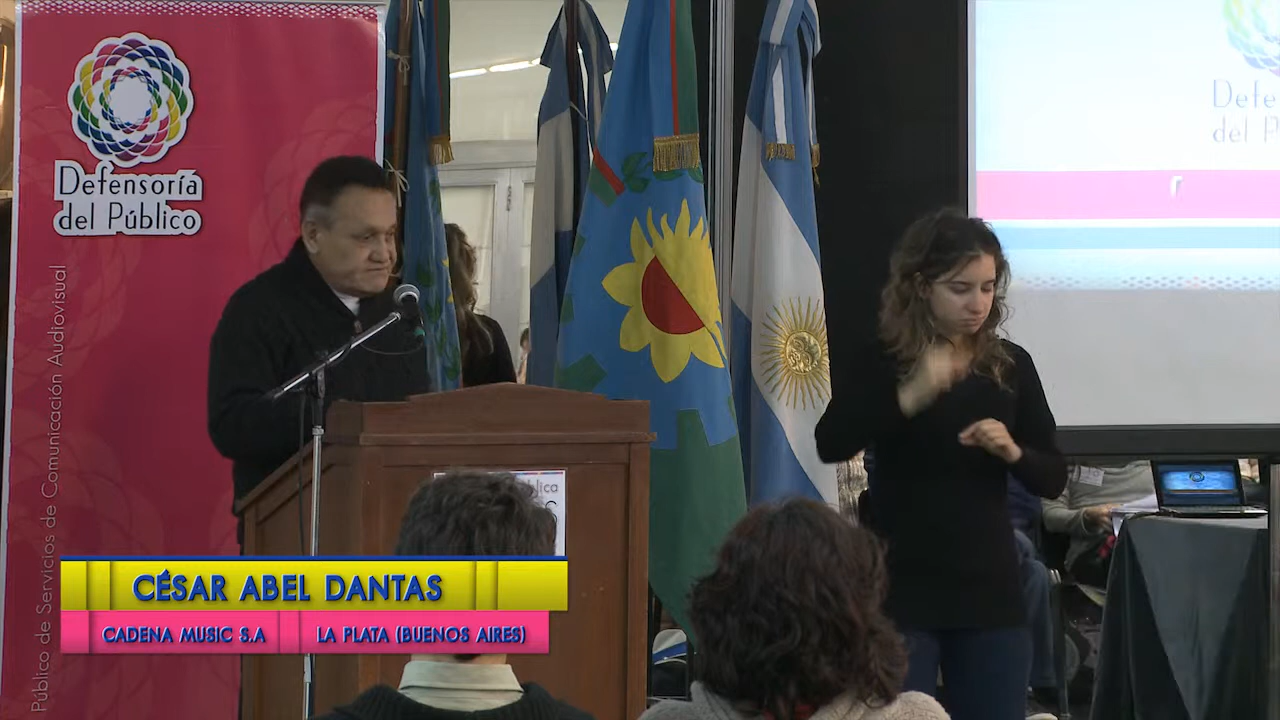 Defensoría
del Público
Público de Servicios de Comunicación Audiovisual
Defe
del P
ública
CÉSAR ABEL DANTAS
CADENA MUSIC S.A
LA PLATA (BUENOS AIRES)